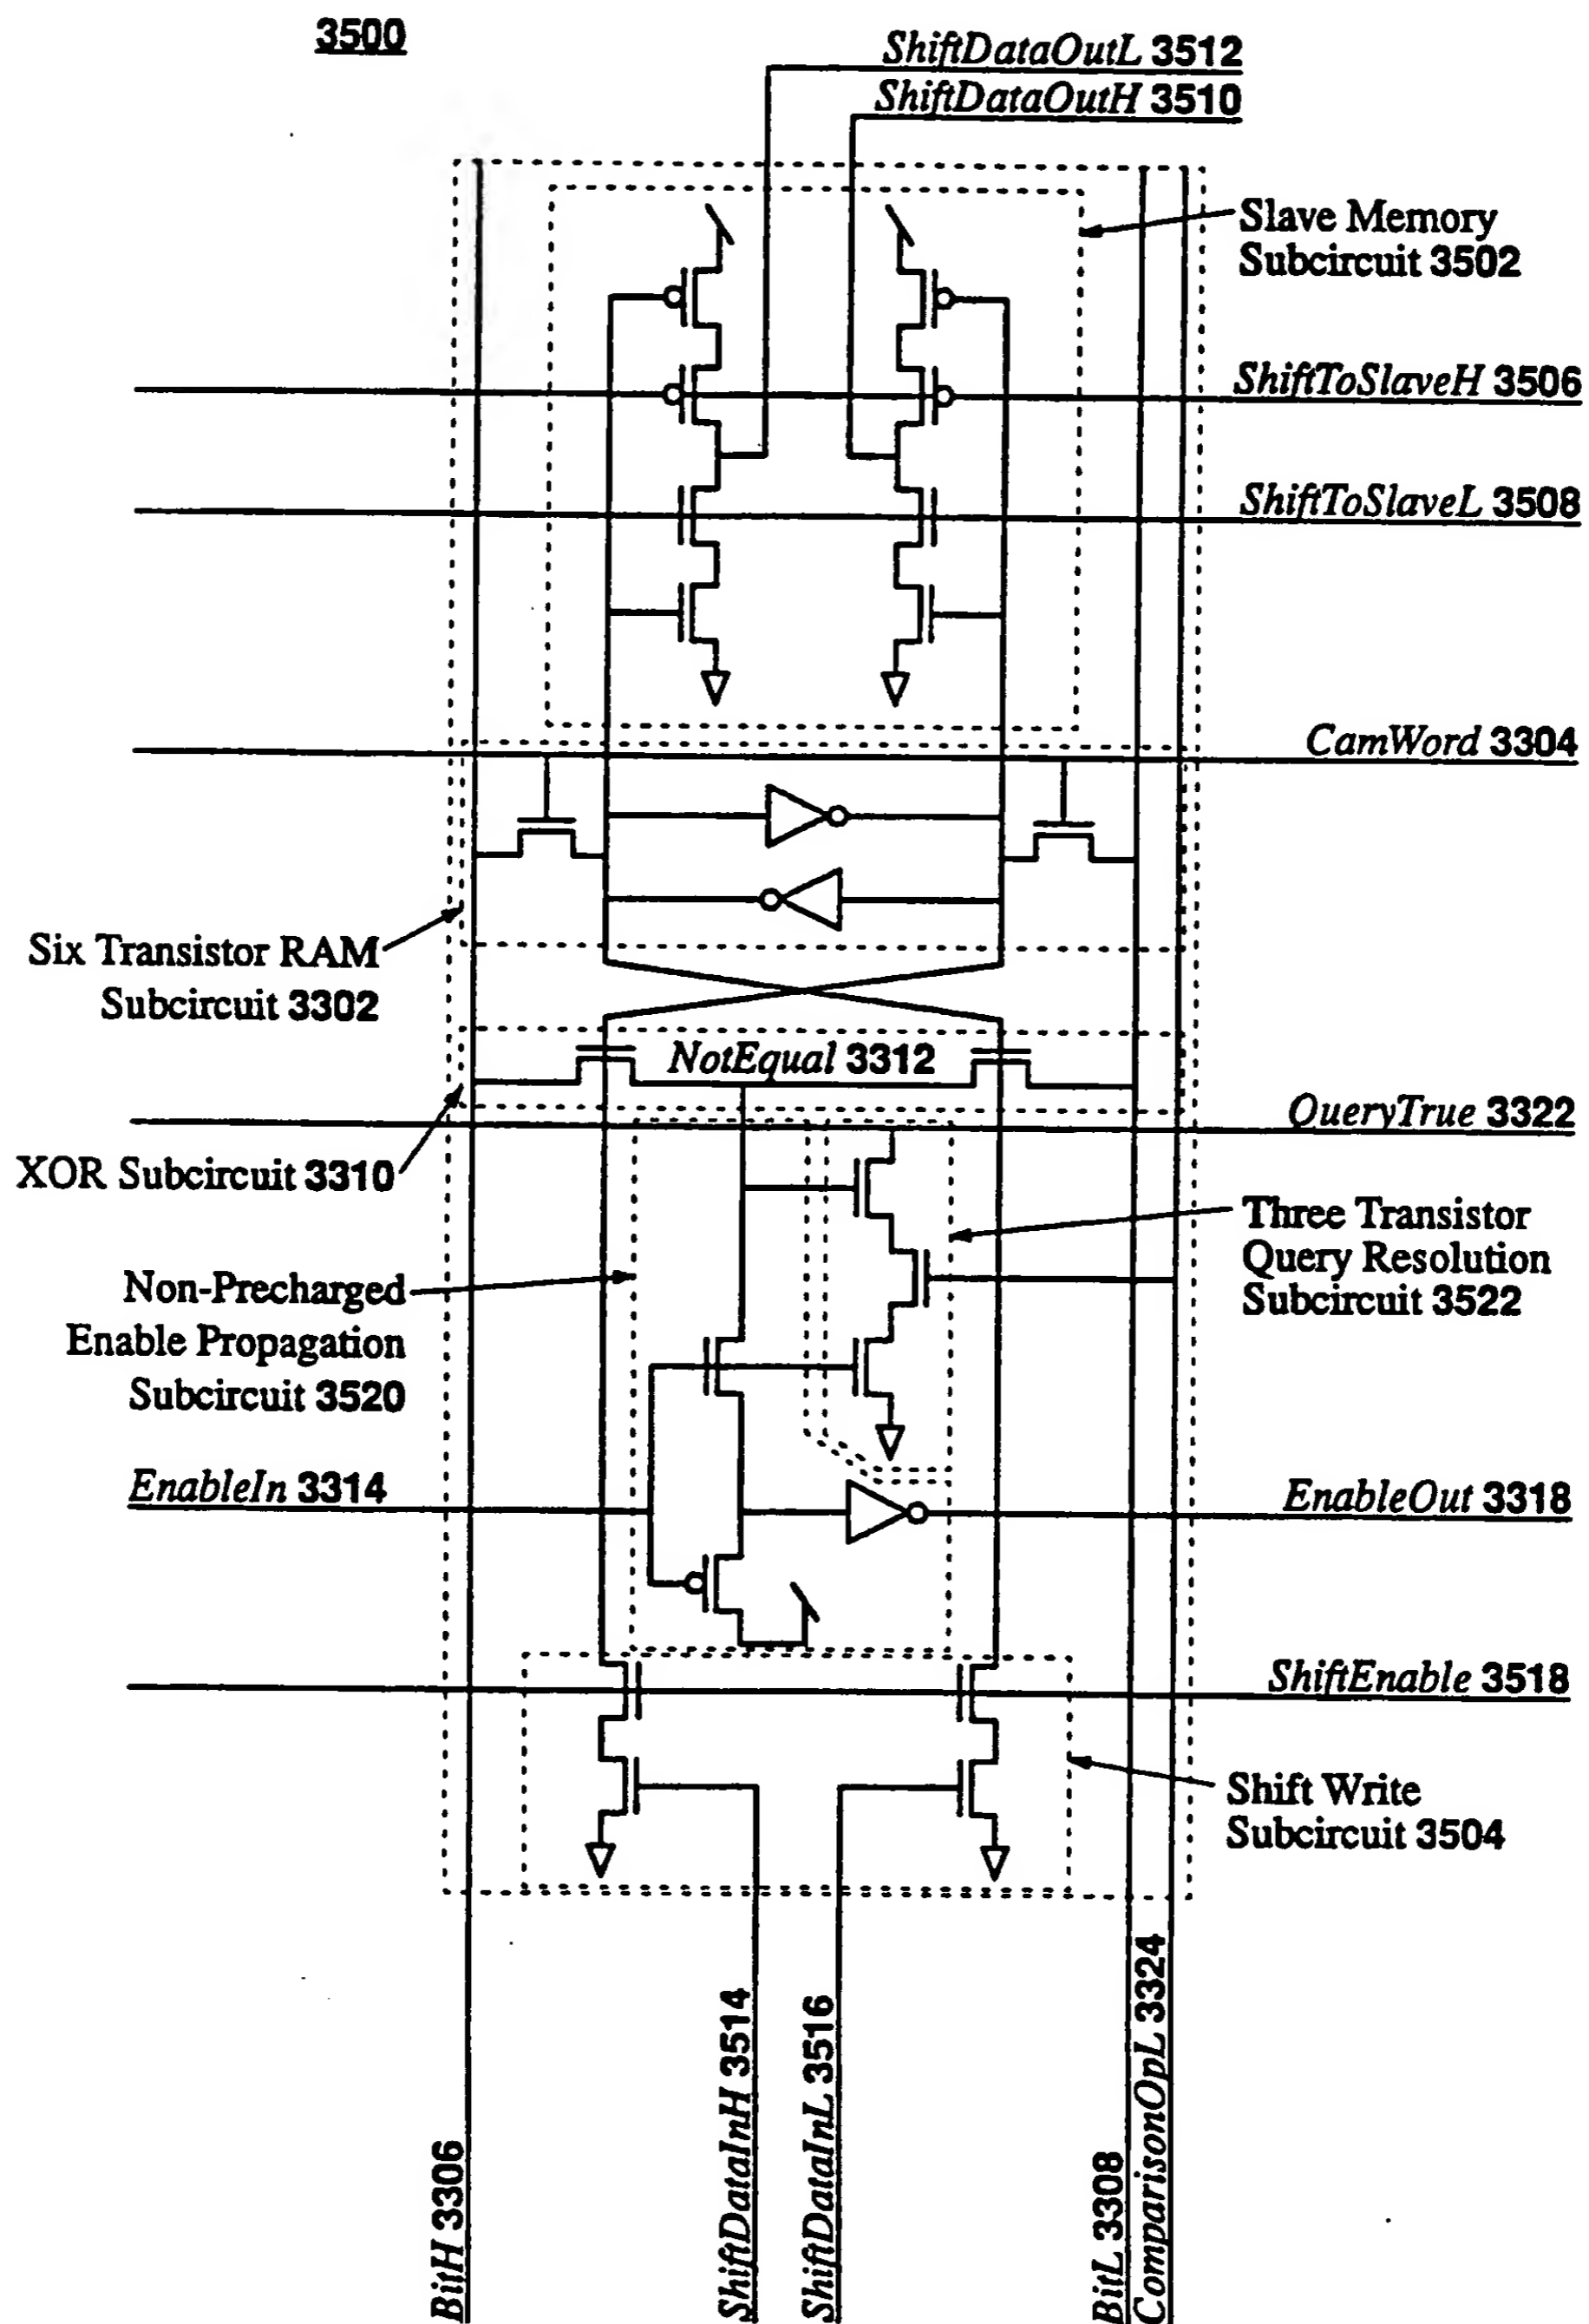 3500
ShiftDataOutL 3512
ShiftDataOutH 3510
Slave Memory
Subcircuit 3502
ShiftToSlaveH 3506
ShiftToSlaveL 3508
CamWord 3304
Six Transistor RAM
Subcircuit 3302
NotEqual 3312
QueryTrue 3322
XOR Subcircuit 3310
Three Transistor
Query Resolution
Subcircuit 3522
Non-Precharged
Enable Propagation
Subcircuit 3520
EnableIn 3314
EnableOut 3318
ShiftEnable 3518
Shift Write
Subcircuit 3504
BitH 3306
ShiftDataInH 3514
ShiftDataInL 3516
BitL 3308
ComparisonOpL 3324